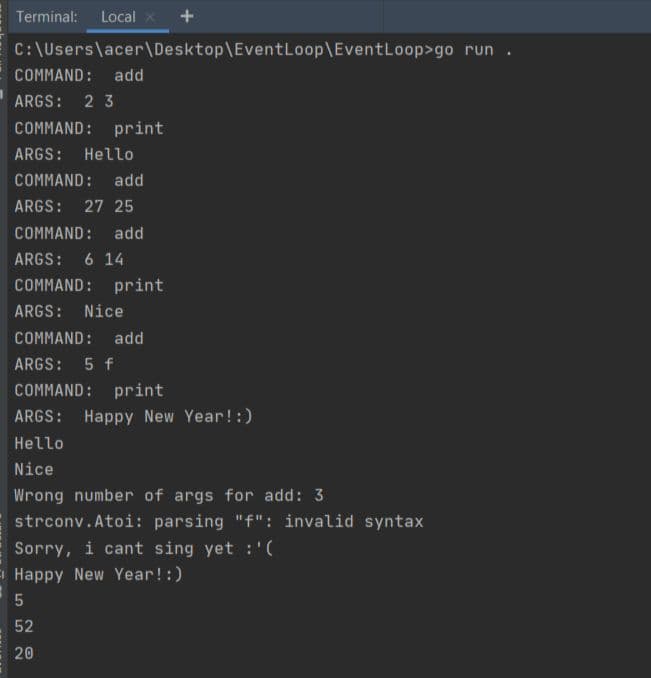 Terminal: Local × +
C:\Users\acer\Desktop\EventLoop\EventLoop>go run .
COMMAND:  add
ARGS:  2 3
COMMAND:  print
ARGS:  Hello
COMMAND:  add
ARGS:  27 25
COMMAND:  add
ARGS:  6 14
COMMAND:  print
ARGS:  Nice
COMMAND:  add
ARGS:  5 f
COMMAND:  print
ARGS:  Happy New Year!:)
Hello
Nice
Wrong number of args for add: 3
strconv.Atoi: parsing "f": invalid syntax
Sorry, i cant sing yet :'(
Happy New Year!:)
5
52
20